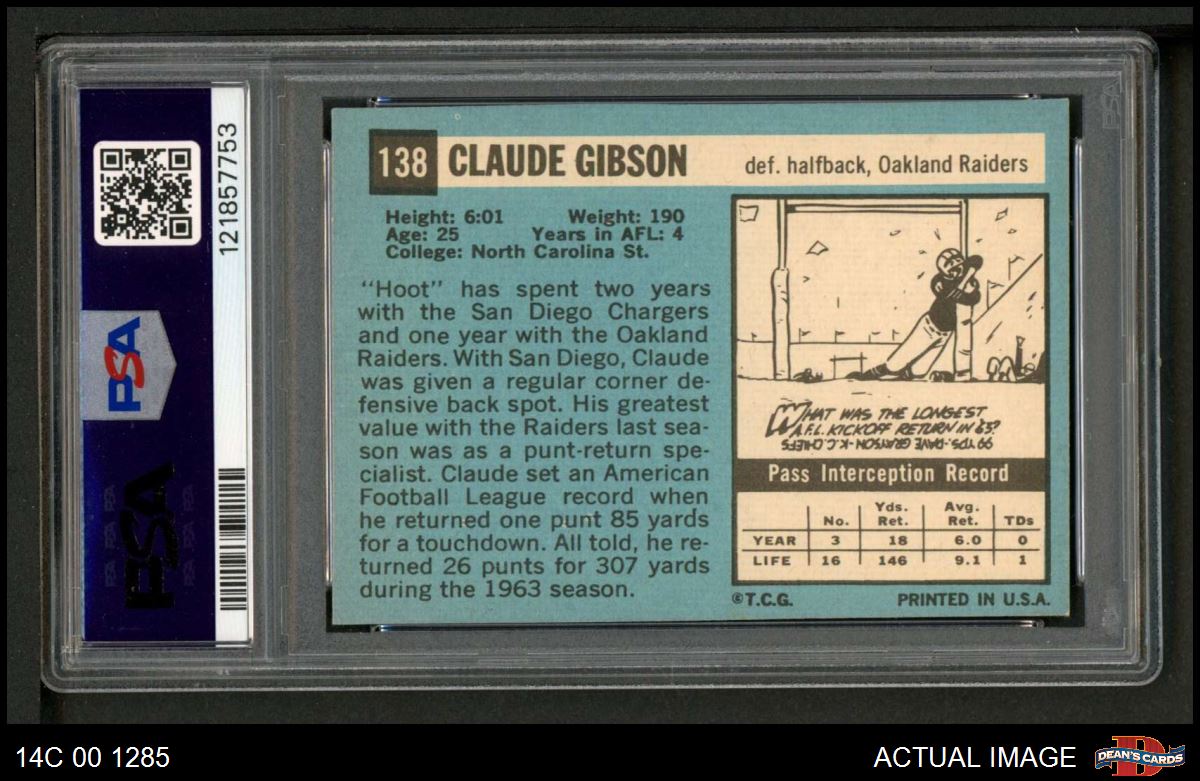 138 CLAUDE GIBSON def. halfback, Oakland Raiders
Height: 6:01 Weight: 190
Age: 25 Years in AFL: 4
College: North Carolina St.
"Hoot" has spent two years
with the San Diego Chargers
and one year with the Oakland
Raiders. With San Diego, Claude
was given a regular corner de-
fensive back spot. His greatest
value with the Raiders last sea-
son was as a punt-return spe-
cialist. Claude set an American
Football League record when
he returned one punt 85 yards
for a touchdown. All told, he re-
turned 26 punts for 307 yards
during the 1963 season.
WHAT WAS THE LONGEST
A.F.L. KICKOFF RETURN IN 63?
99 YDS.-DAVE GRAYSON-K.C. CHIEFS
Pass Interception Record
No. Yds. Ret. Avg. Ret. TDs
YEAR 3 18 6.0 0
LIFE 16 146 9.1 1
©T.C.G. PRINTED IN U.S.A.
121857753
PSA
PSA
14C 00 1285
ACTUAL IMAGE
D
DEAN'S CARDS